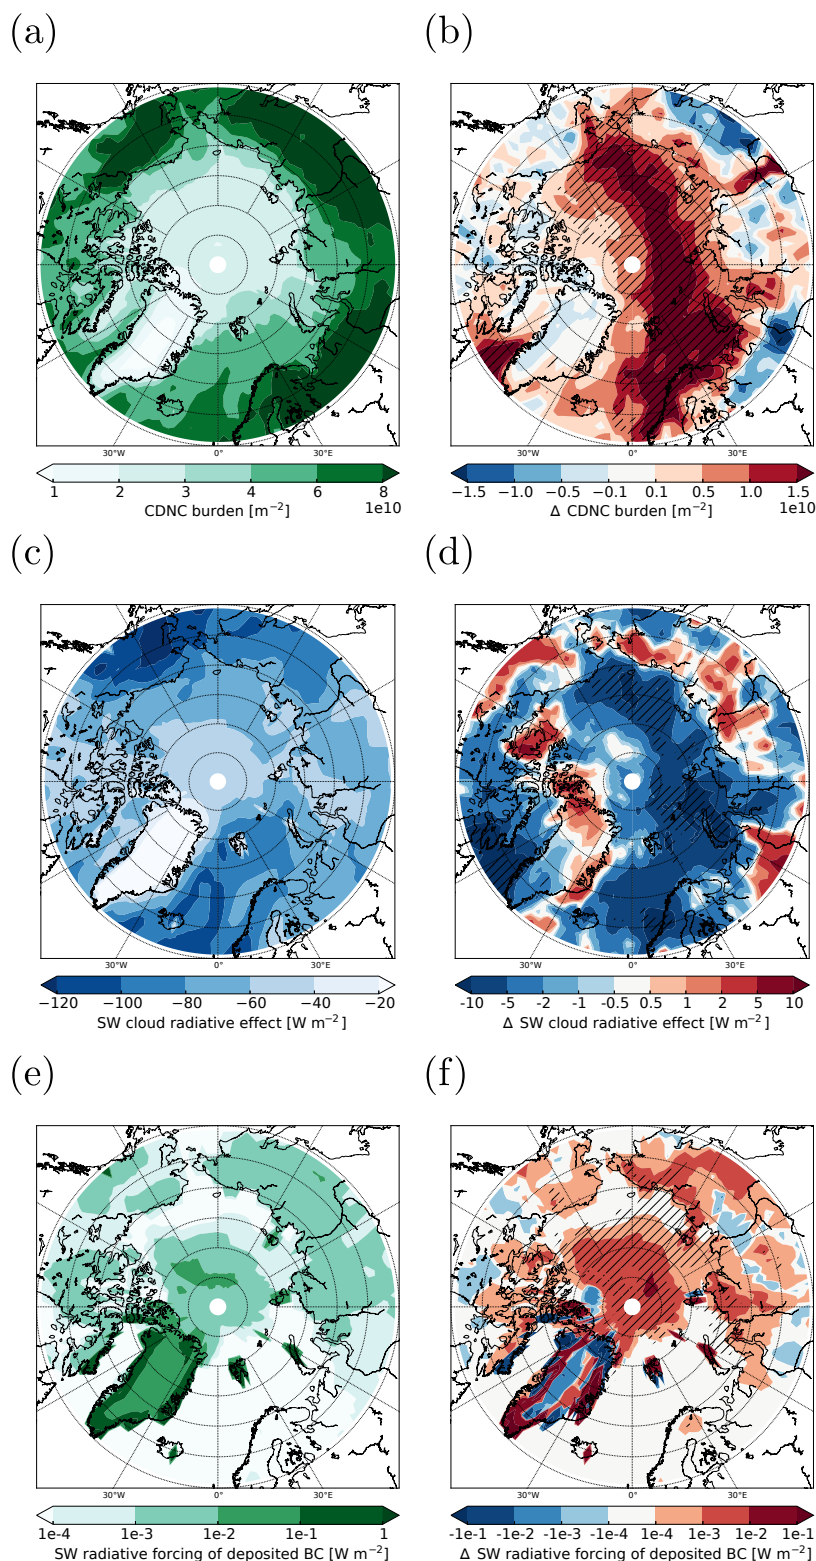 (a) (b)
30°W 0° 30°E 30°W 0° 30°E
1 2 3 4 6 8 −1.5 −1.0 −0.5 −0.1 0.1 0.5 1.0 1.5
CDNC burden [m⁻²] 1e10 Δ CDNC burden [m⁻²] 1e10
(c) (d)
30°W 0° 30°E 30°W 0° 30°E
−120 −100 −80 −60 −40 −20 -10 -5 -2 -1 -0.5 0.5 1 2 5 10
SW cloud radiative effect [W m⁻²] Δ SW cloud radiative effect [W m⁻²]
(e) (f)
30°W 0° 30°E 30°W 0° 30°E
1e-4 1e-3 1e-2 1e-1 1 -1e-1 -1e-2 -1e-3 -1e-4 1e-4 1e-3 1e-2 1e-1
SW radiative forcing of deposited BC [W m⁻²] Δ SW radiative forcing of deposited BC [W m⁻²]